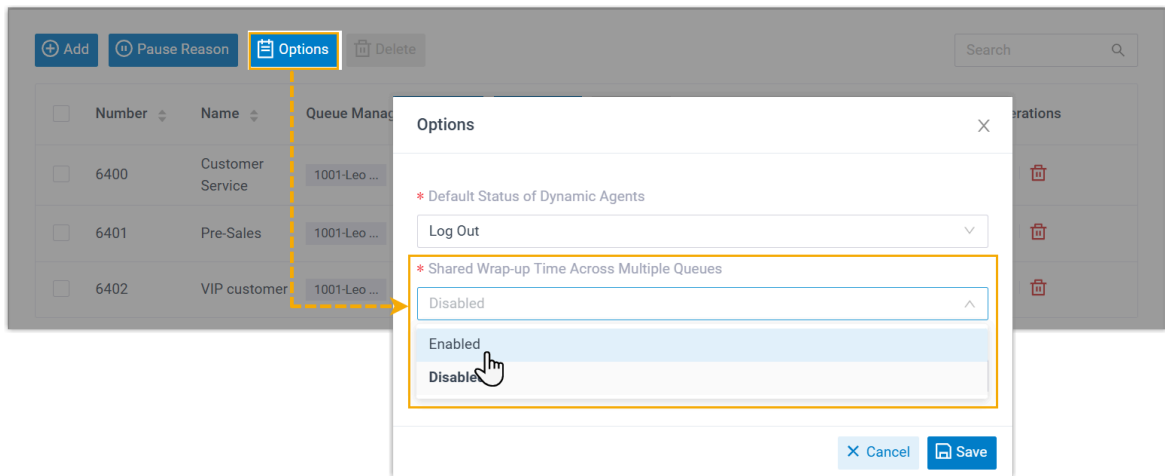 Add Pause Reason Options Delete Search
Number Name Queue Manag erations
Options
6400 Customer Service 1001-Leo ...
* Default Status of Dynamic Agents
Log Out
6401 Pre-Sales 1001-Leo ...
* Shared Wrap-up Time Across Multiple Queues
6402 VIP customer 1001-Leo ...
Disabled
Enabled
Disable
Cancel Save